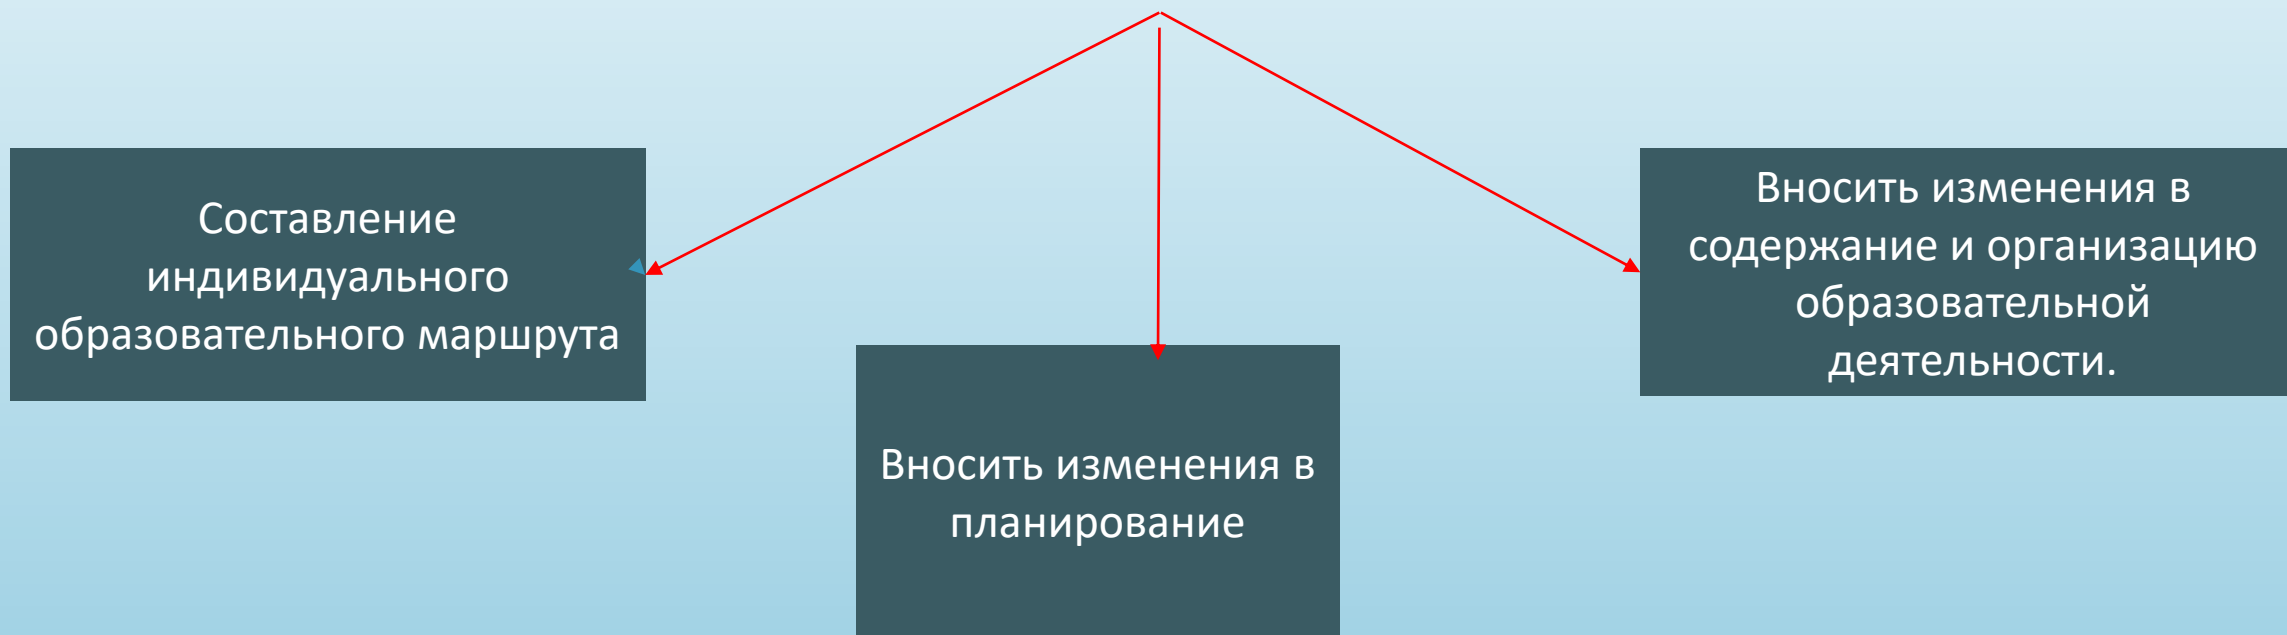 Составление
индивидуального
образовательного маршрута
Вносить изменения в
планирование
Вносить изменения в
содержание и организацию
образовательной
деятельности.